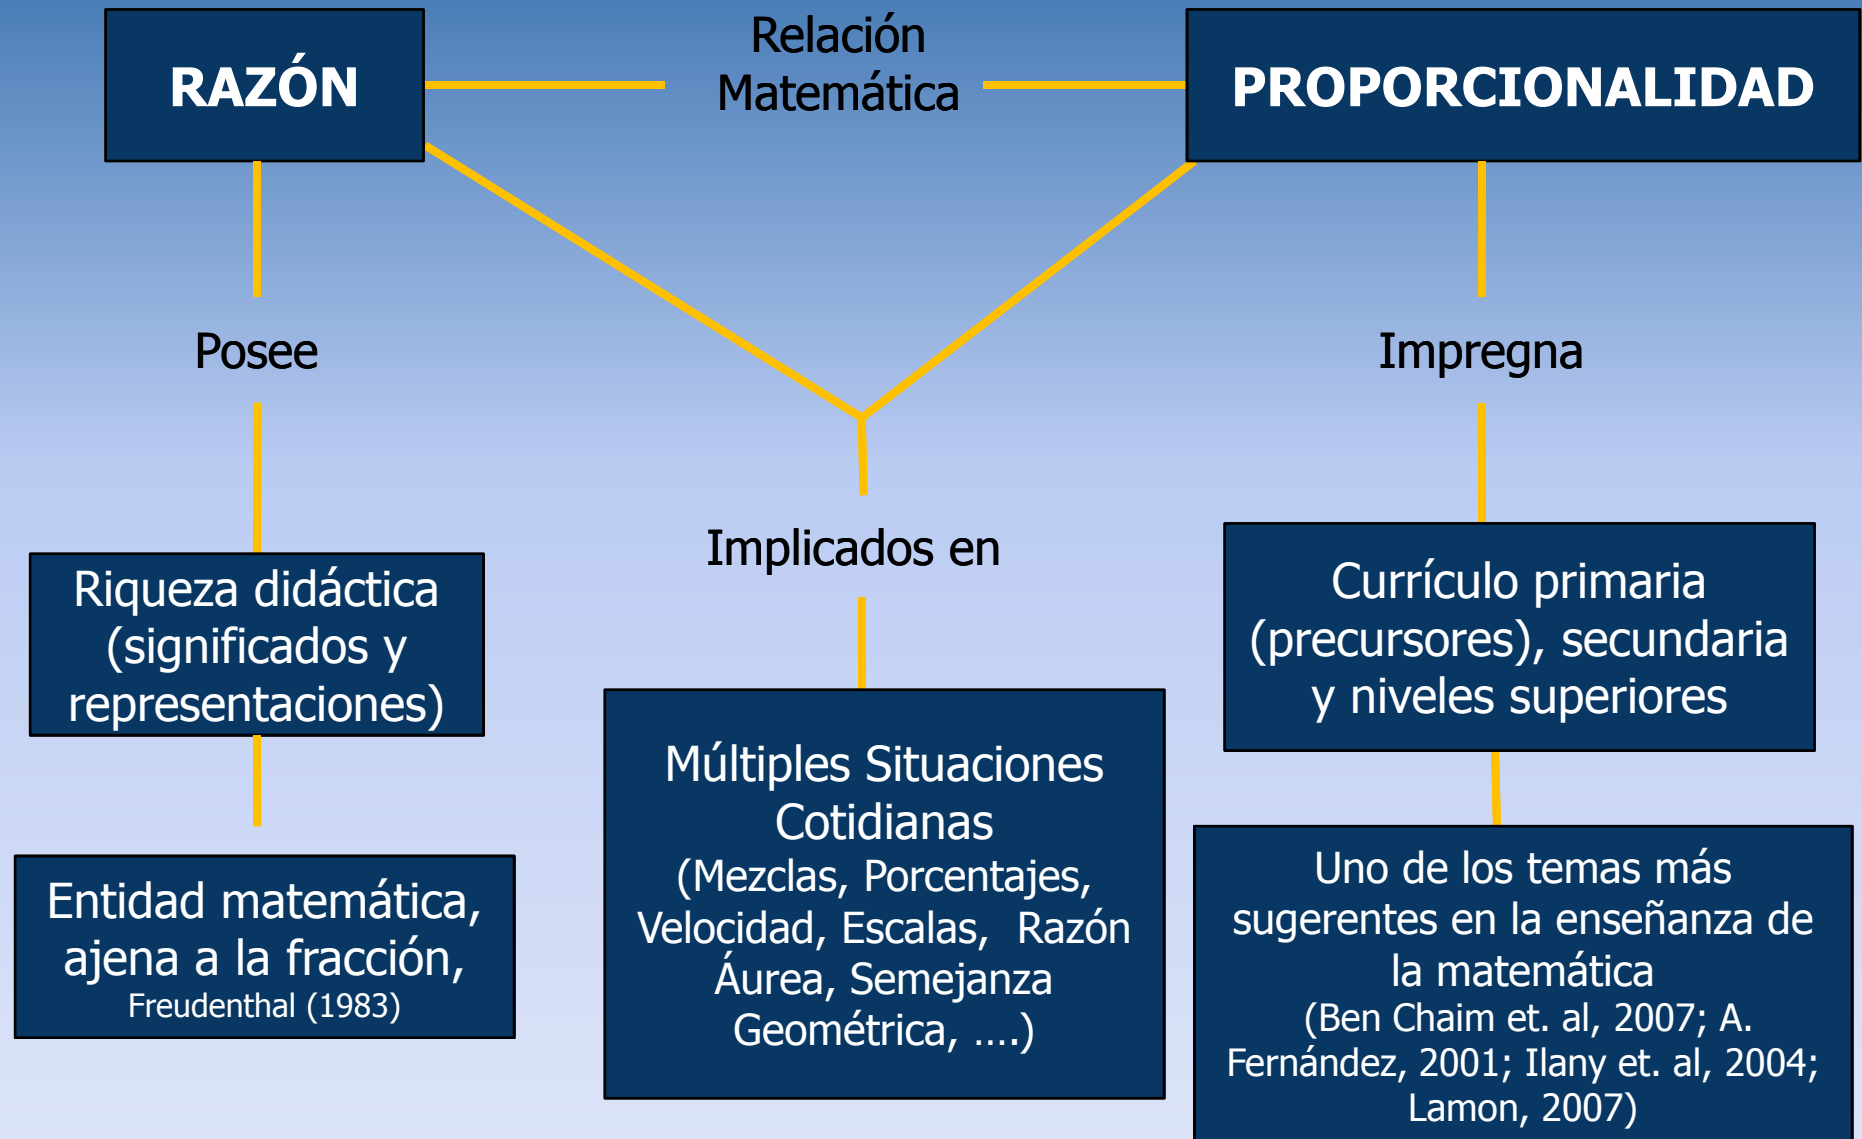 RAZÓN
Relación
Matemática
PROPORCIONALIDAD
Posee
Impregna
Implicados en
Riqueza didáctica
(significados y
representaciones)
Currículo primaria
(precursores), secundaria
y niveles superiores
Entidad matemática,
ajena a la fracción,
Freudenthal (1983)
Múltiples Situaciones
Cotidianas
(Mezclas, Porcentajes,
Velocidad, Escalas, Razón
Áurea, Semejanza
Geométrica, ….)
Uno de los temas más
sugerentes en la enseñanza de
la matemática
(Ben Chaim et. al, 2007; A.
Fernández, 2001; Ilany et. al, 2004;
Lamon, 2007)